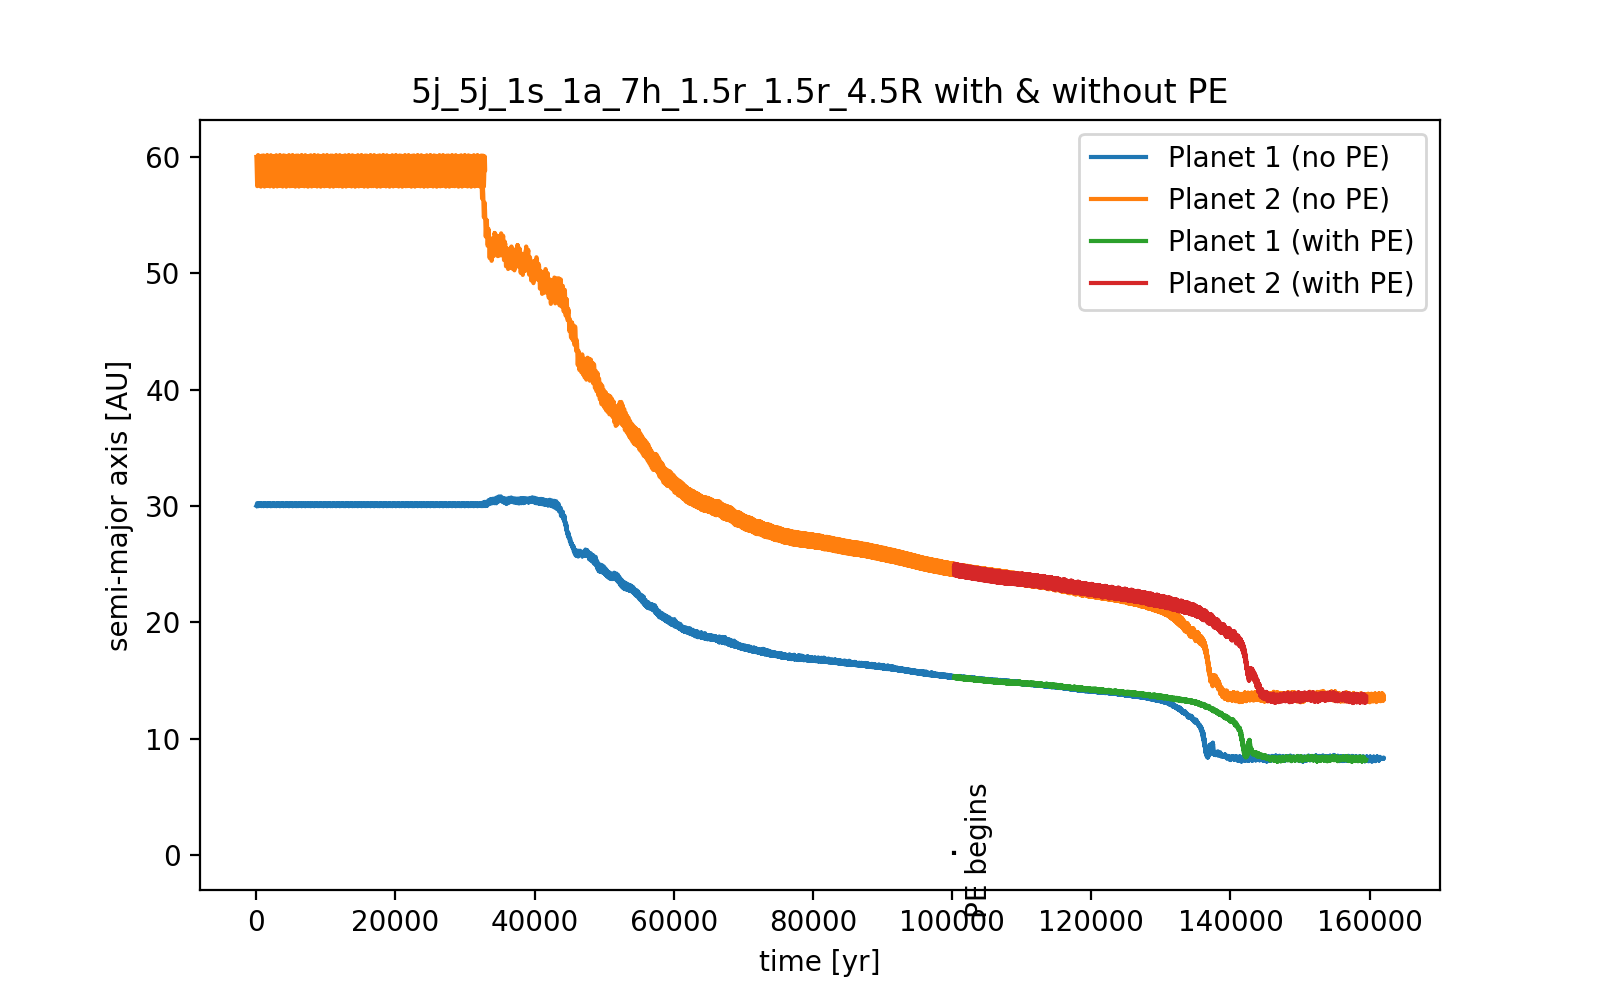 5j_5j_1s_1a_7h_1.5r_1.5r_4.5R with & without PE
Planet 1 (no PE)
Planet 2 (no PE)
Planet 1 (with PE)
Planet 2 (with PE)
60
50
40
30
20
10
0
semi-major axis [AU]
PE begins
0
20000
40000
60000
80000
100000
120000
140000
160000
time [yr]